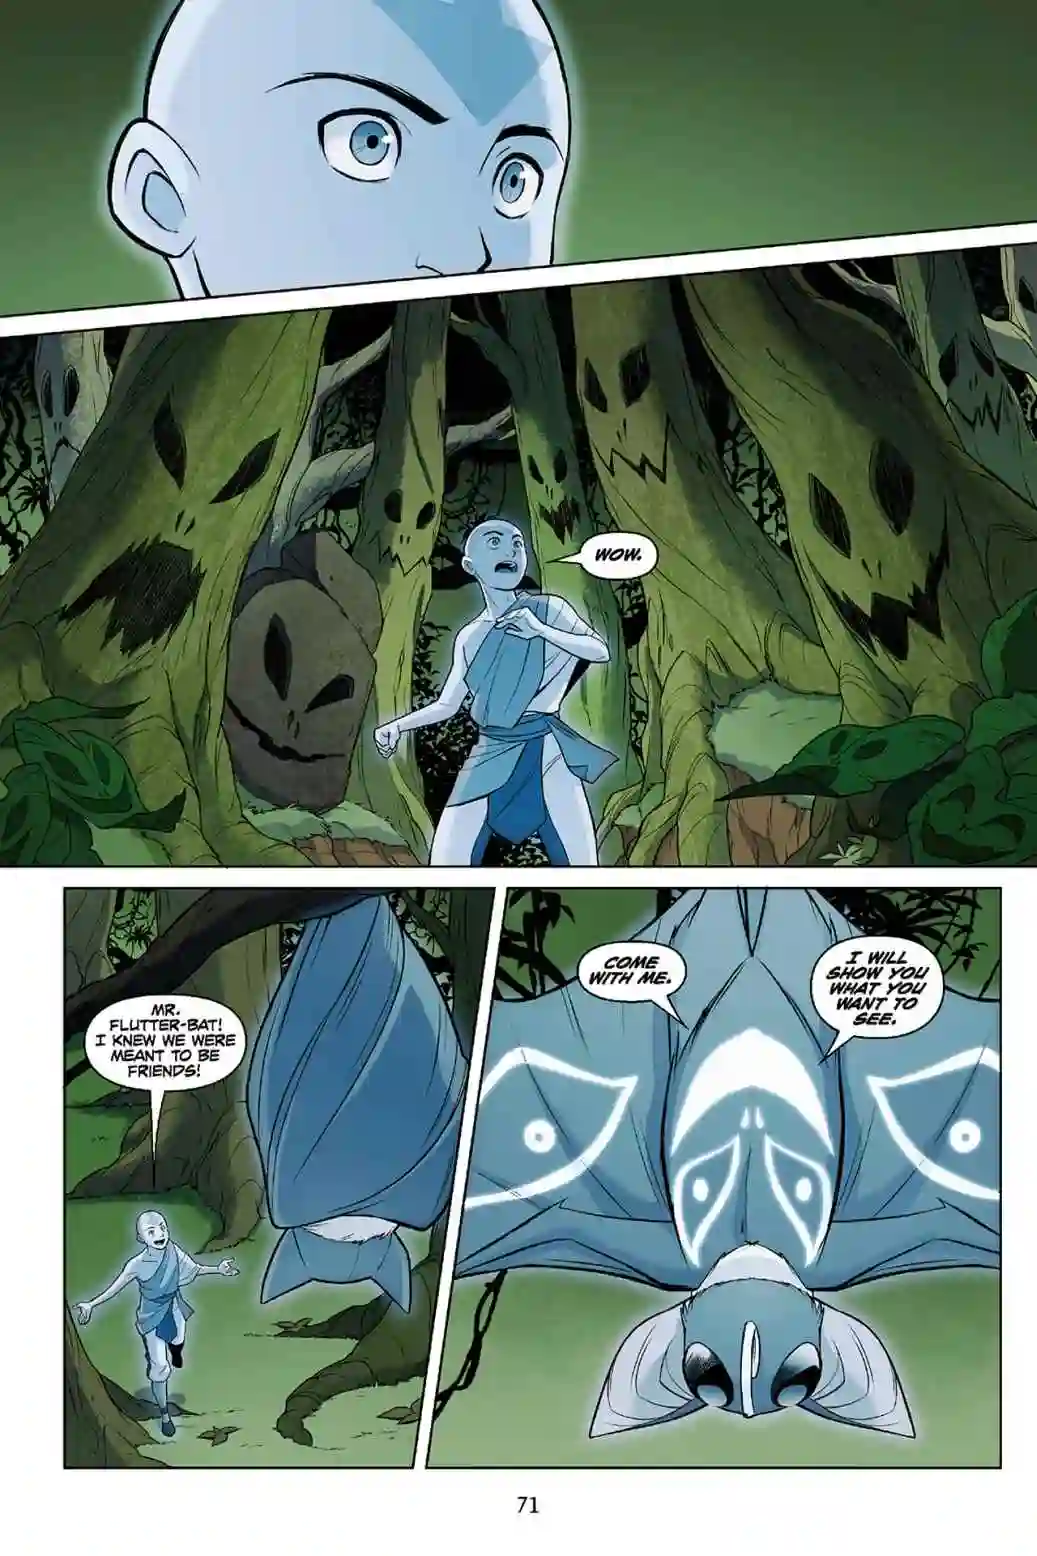 WOW.
MR.
FLUTTER-BAT!
I KNEW WE WERE
MEANT TO BE
FRIENDS!
COME
WITH ME.
I WILL
SHOW YOU
WHAT YOU
WANT TO
SEE.
71